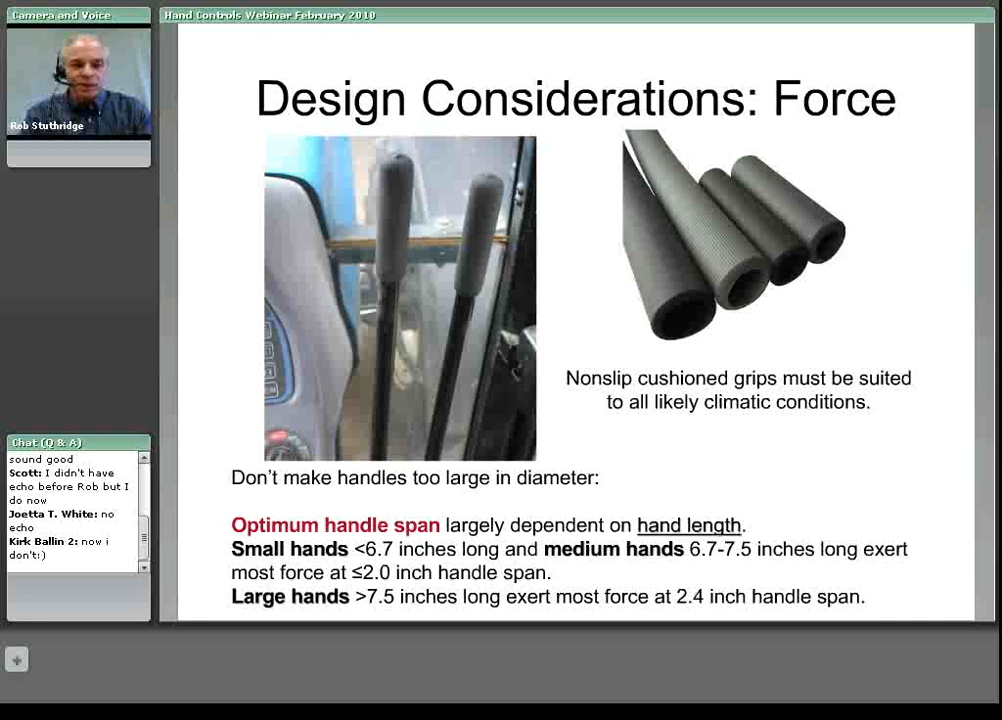 Camera and Voice
Rob Stuthridge
Chat (Q & A)
sound good
Scott: I didn't have
echo before Rob but I
do now
Joetta T. White: no
echo
Kirk Ballin 2: now i
don't:)
Hand Controls Webinar February 2010
Design Considerations: Force
Nonslip cushioned grips must be suited
to all likely climatic conditions.
Don't make handles too large in diameter:
Optimum handle span largely dependent on hand length.
Small hands <6.7 inches long and medium hands 6.7-7.5 inches long exert
most force at ≤2.0 inch handle span.
Large hands >7.5 inches long exert most force at 2.4 inch handle span.